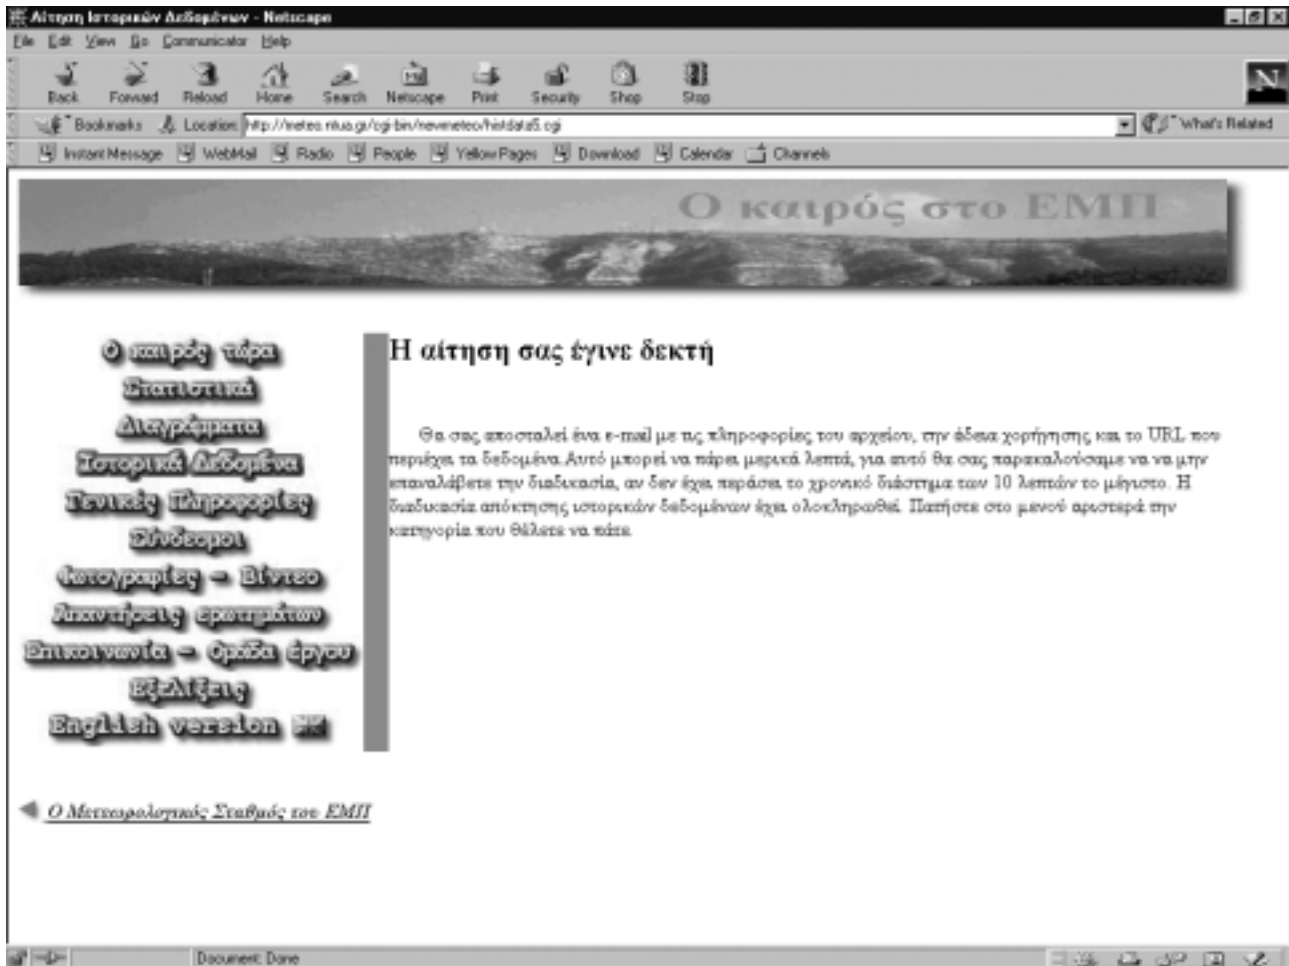 Αίτηση Ιστορικών Δεδομένων - Netscape
File Edit View Go Communicator Help
Back Forward Reload Home Search Netscape Print Security Shop Stop
N
Bookmarks Location: http://meteo.ntua.gr/cgi-bin/newmeteo/histdata5.cgi What's Related
Instant Message WebMail Radio People Yellow Pages Download Calendar Channels
Ο καιρός στο ΕΜΠ
Ο καιρός τώρα
Στατιστικά
Διαγράμματα
Ιστορικά Δεδομένα
Γενικές Πληροφορίες
Σύνδεσμοι
Φωτογραφίες - Βίντεο
Απαντήσεις ερωτημάτων
Επικοινωνία - Ομάδα έργου
Εξελίξεις
English version
Η αίτηση σας έγινε δεκτή
Θα σας αποσταλεί ένα e-mail με τις πληροφορίες του αρχείου, την άδεια χορήγησης και το URL που
περιέχει τα δεδομένα.Αυτό μπορεί να πάρει μερικά λεπτά, για αυτό θα σας παρακαλούσαμε να να μην
επαναλάβετε την διαδικασία, αν δεν έχει περάσει το χρονικό διάστημα των 10 λεπτών το μέγιστο. Η
διαδικασία απόκτησης ιστορικών δεδομένων έχει ολοκληρωθεί. Πατήστε στο μενού αριστερά την
κατηγορία που θέλετε να πάτε.
Ο Μετεωρολογικός Σταθμός του ΕΜΠ
Document: Done